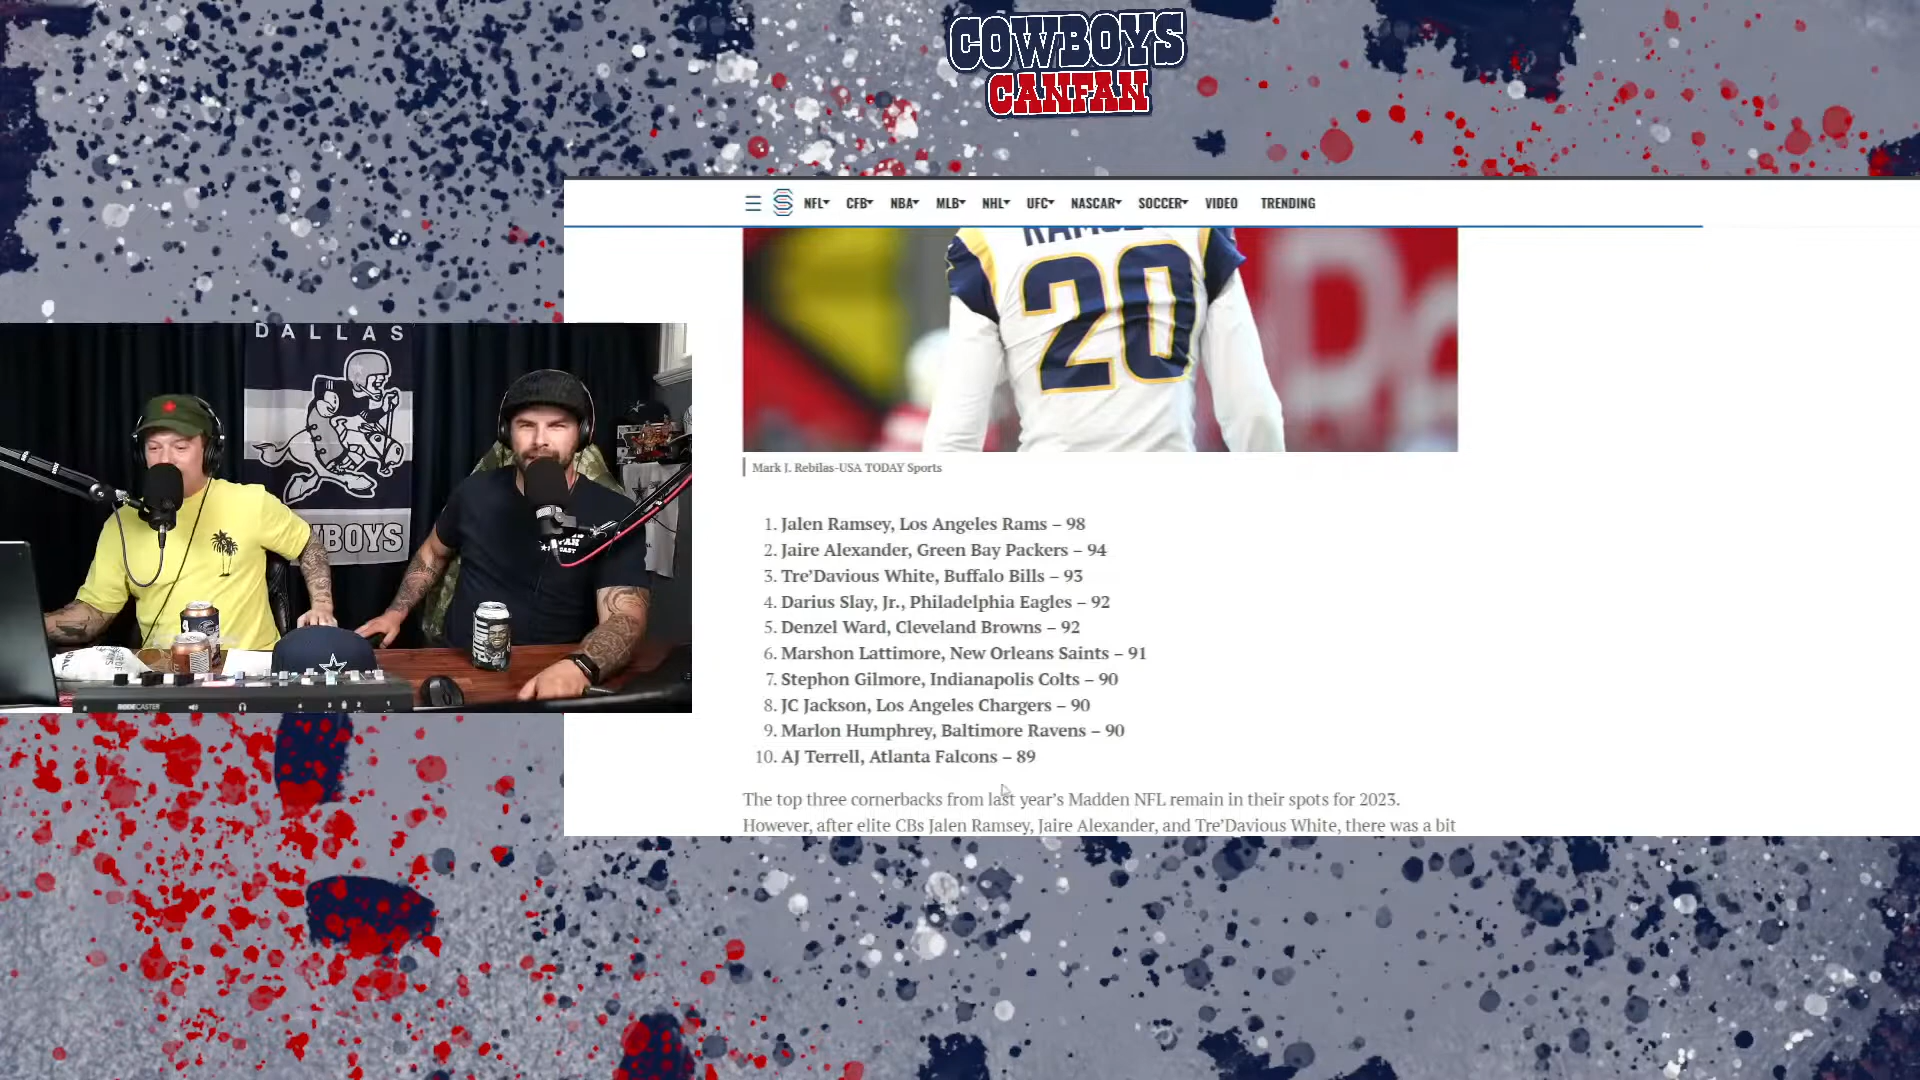 COWBOYS
CANFAN
NFL CFB NBA MLB NHL UFC NASCAR SOCCER VIDEO TRENDING
20
Mark J. Rebilas-USA TODAY Sports
1. Jalen Ramsey, Los Angeles Rams – 98
2. Jaire Alexander, Green Bay Packers – 94
3. Tre’Davious White, Buffalo Bills – 93
4. Darius Slay, Jr., Philadelphia Eagles – 92
5. Denzel Ward, Cleveland Browns – 92
6. Marshon Lattimore, New Orleans Saints – 91
7. Stephon Gilmore, Indianapolis Colts – 90
8. JC Jackson, Los Angeles Chargers – 90
9. Marlon Humphrey, Baltimore Ravens – 90
10. AJ Terrell, Atlanta Falcons – 89
The top three cornerbacks from last year’s Madden NFL remain in their spots for 2023.
However, after elite CBs Jalen Ramsey, Jaire Alexander, and Tre’Davious White, there was a bit
DALLAS